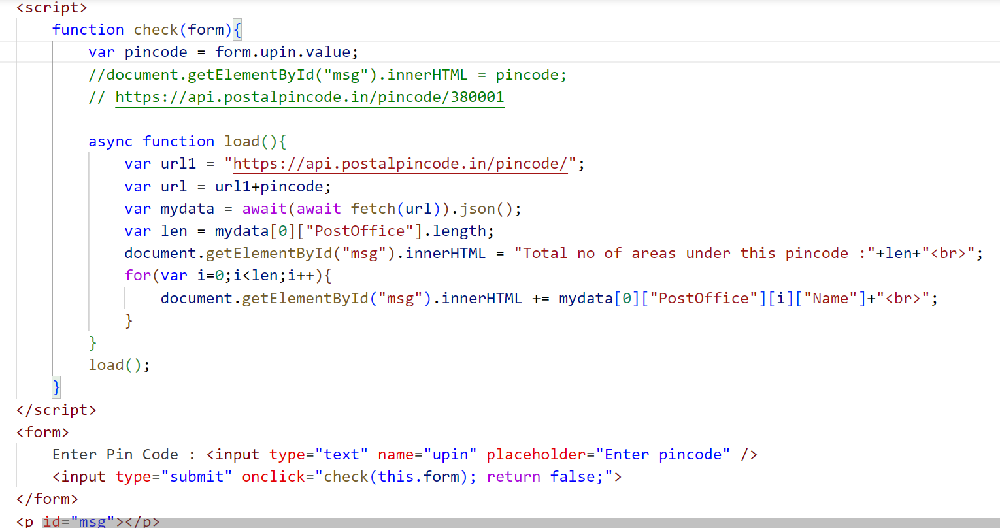 <script>
function check(form){
var pincode = form.upin.value;
//document.getElementById("msg").innerHTML = pincode;
// https://api.postalpincode.in/pincode/380001
async function load(){
var url1 = "https://api.postalpincode.in/pincode/";
var url = url1+pincode;
var mydata = await(await fetch(url)).json();
var len = mydata[0]["PostOffice"].length;
document.getElementById("msg").innerHTML = "Total no of areas under this pincode :"+len+"<br>";
for(var i=0;i<len;i++){
document.getElementById("msg").innerHTML += mydata[0]["PostOffice"][i]["Name"]+"<br>";
}
}
load();
}
</script>
<form>
Enter Pin Code : <input type="text" name="upin" placeholder="Enter pincode" />
<input type="submit" onclick="check(this.form); return false;">
</form>
<p id="msg"></p>